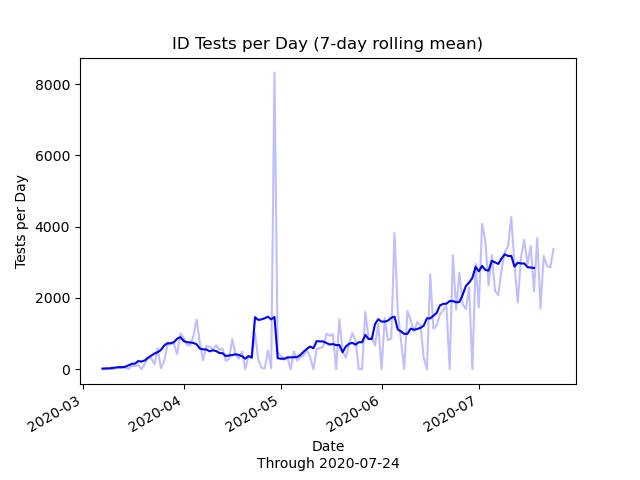 ID Tests per Day (7-day rolling mean)
8000
6000
4000
2000
0
Tests per Day
2020-03
2020-04
2020-05
2020-06
2020-07
Date
Through 2020-07-24